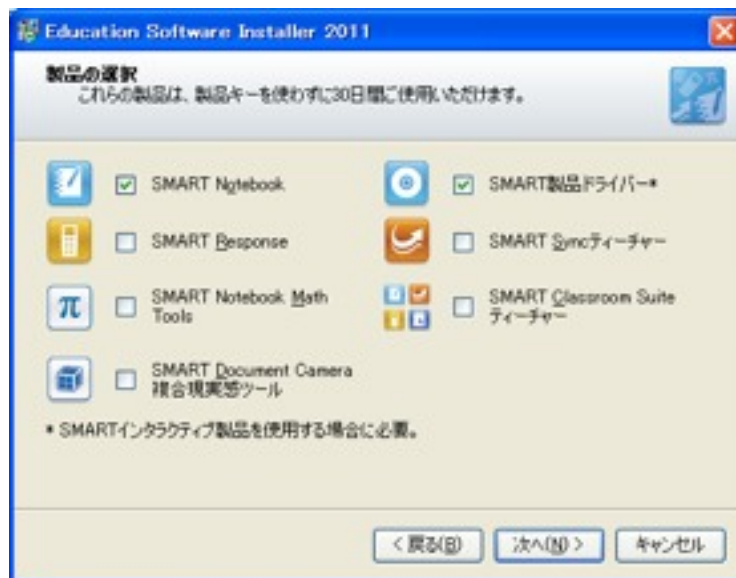 Education Software Installer 2011
製品の選択
これらの製品は、製品キーを使わずに30日間ご使用いただけます。
SMART Notebook
SMART製品ドライバー*
SMART Response
SMART Syncティーチャー
SMART Notebook Math
Tools
SMART Classroom Suite
ティーチャー
SMART Document Camera
複合現実感ツール
* SMARTインタラクティブ製品を使用する場合に必要。
< 戻る(B)
次へ(N) >
キャンセル